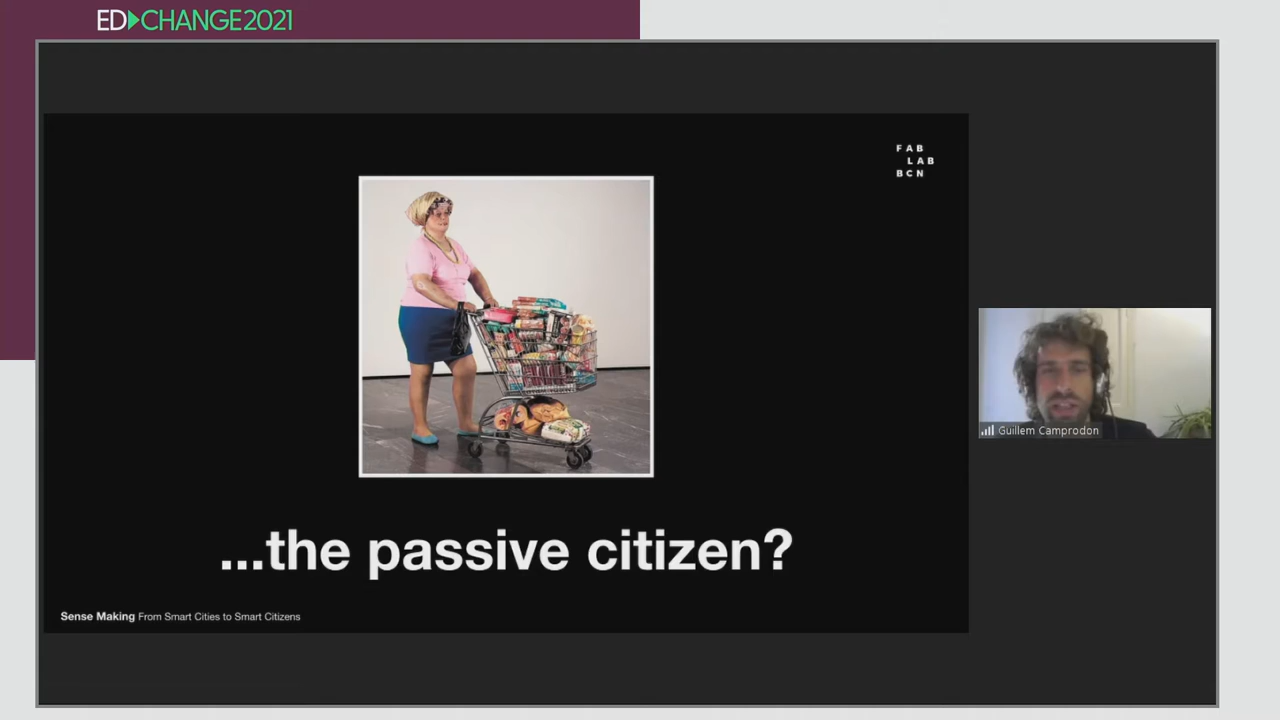 ED CHANGE2021
FAB
LAB
BCN
Guillem Camprodon
...the passive citizen?
Sense Making From Smart Cities to Smart Citizens